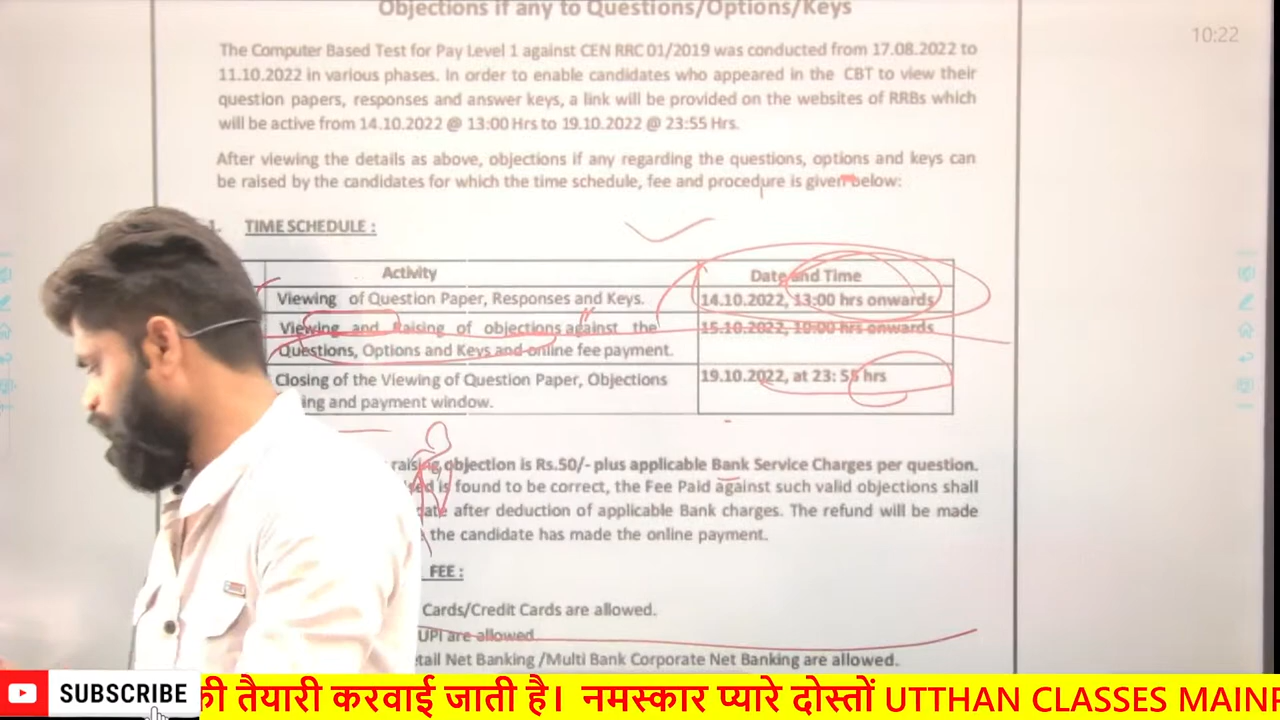 Objections if any to Questions/Options/Keys
10:22
The Computer Based Test for Pay Level 1 against CEN RRC 01/2019 was conducted from 17.08.2022 to
11.10.2022 in various phases. In order to enable candidates who appeared in the CBT to view their
question papers, responses and answer keys, a link will be provided on the websites of RRBs which
will be active from 14.10.2022 @ 13:00 Hrs to 19.10.2022 @ 23:55 Hrs.
After viewing the details as above, objections if any regarding the questions, options and keys can
be raised by the candidates for which the time schedule, fee and procedure is given below:
1. TIME SCHEDULE :
Activity Date and Time
Viewing of Question Paper, Responses and Keys. 14.10.2022, 13:00 hrs onwards
Viewing and Raising of objections against the 15.10.2022, 10:00 hrs onwards
Questions, Options and Keys and online fee payment.
Closing of the Viewing of Question Paper, Objections 19.10.2022, at 23: 55 hrs
and payment window.
raising objection is Rs.50/- plus applicable Bank Service Charges per question.
is found to be correct, the Fee Paid against such valid objections shall
after deduction of applicable Bank charges. The refund will be made
the candidate has made the online payment.
FEE :
Cards/Credit Cards are allowed.
UPI are allowed
Net Banking /Multi Bank Corporate Net Banking are allowed.
SUBSCRIBE
की तैयारी करवाई जाती है। नमस्कार प्यारे दोस्तों UTTHAN CLASSES